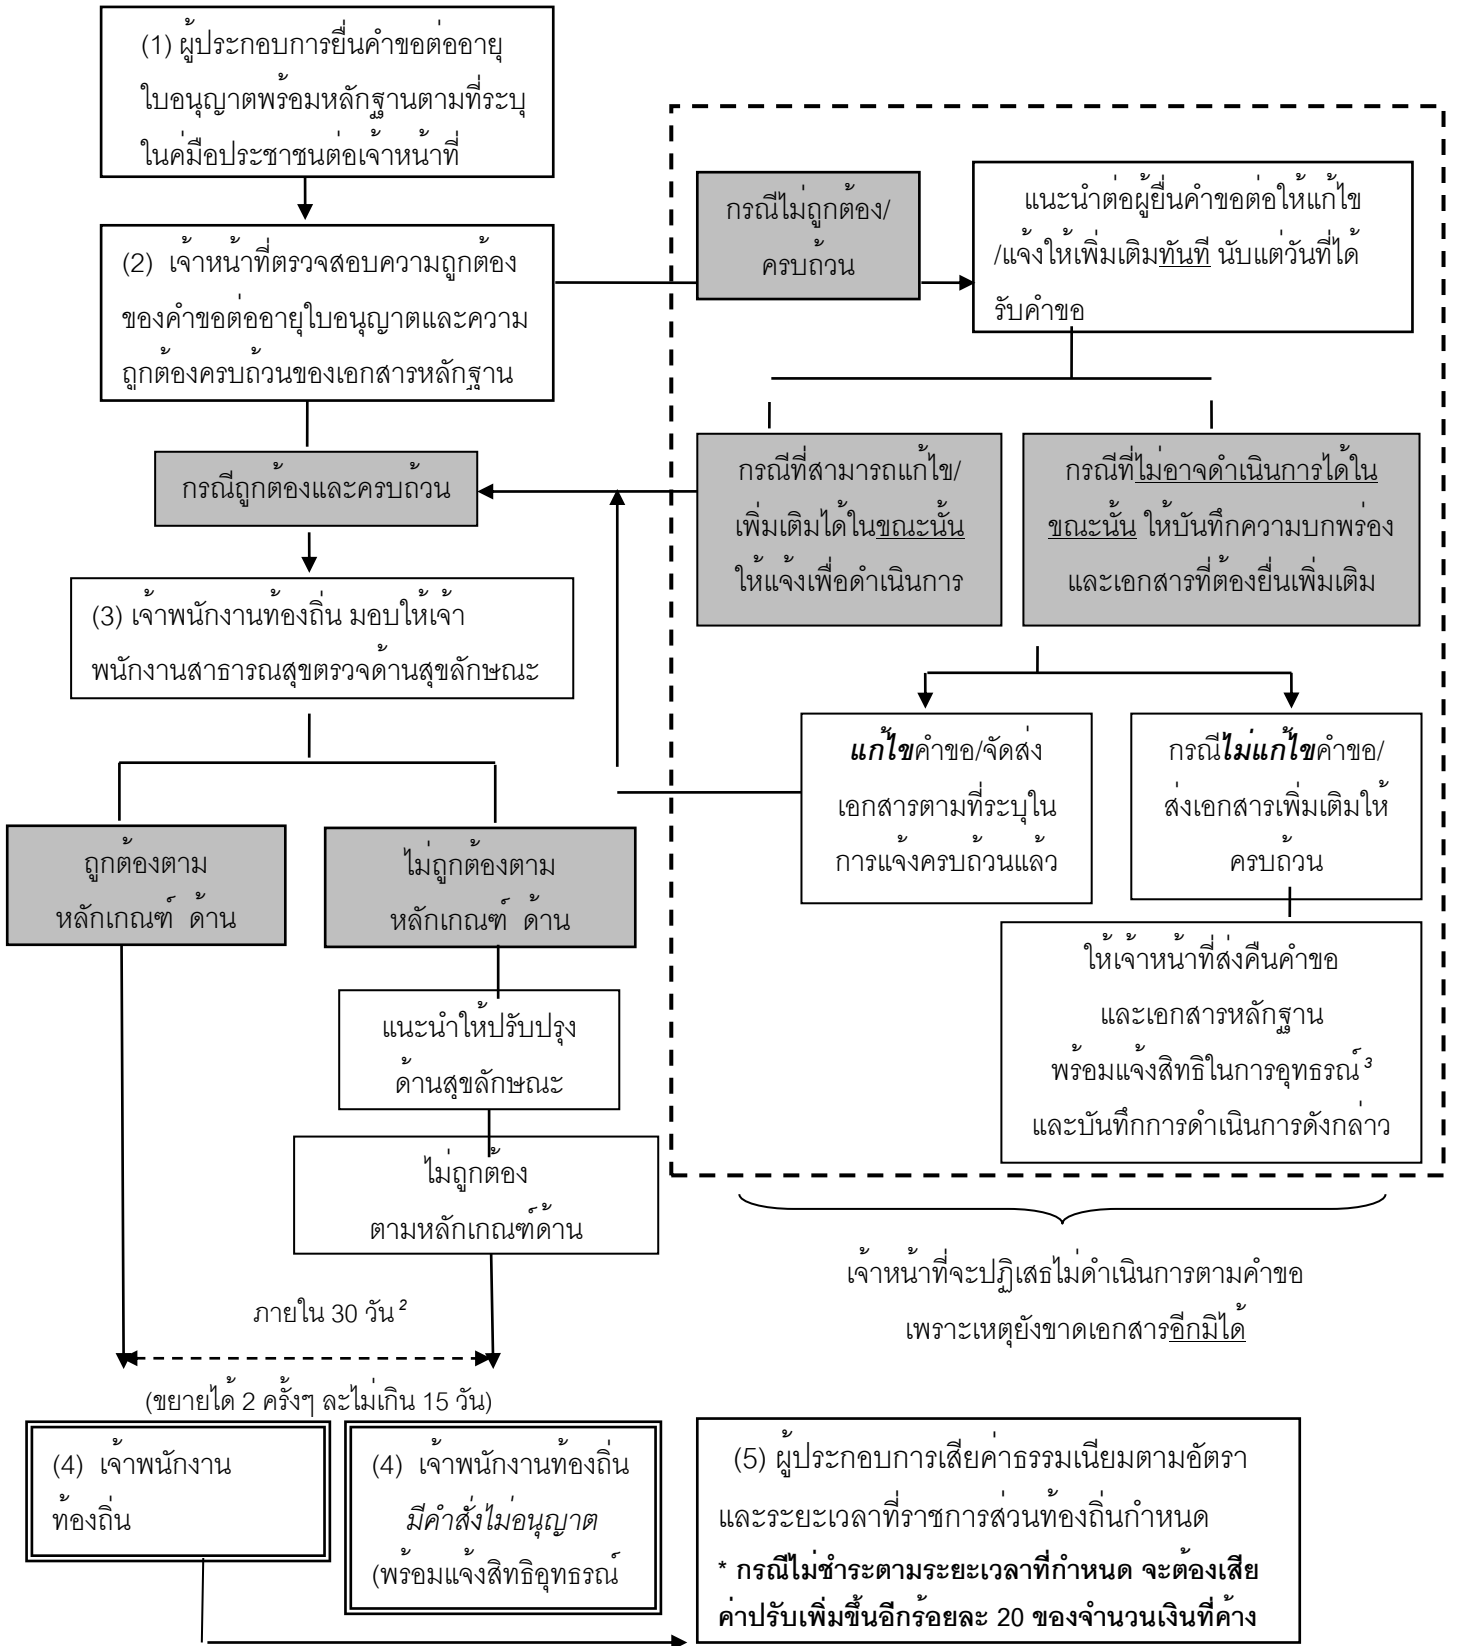 (1) ผู้ประกอบการยื่นคำขอต่ออายุ
ใบอนุญาตพร้อมหลักฐานตามที่ระบุ
ในคู่มือประชาชนต่อเจ้าหน้าที่
(2) เจ้าหน้าที่ตรวจสอบความถูกต้อง
ของคำขอต่ออายุใบอนุญาตและความ
ถูกต้องครบถ้วนของเอกสารหลักฐาน
กรณีไม่ถูกต้อง/
ครบถ้วน
แนะนำต่อผู้ยื่นคำขอต่อให้แก้ไข
/แจ้งให้เพิ่มเติมทันที นับแต่วันที่ได้
รับคำขอ
กรณีถูกต้องและครบถ้วน
กรณีที่สามารถแก้ไข/
เพิ่มเติมได้ในขณะนั้น
ให้แจ้งเพื่อดำเนินการ
กรณีที่ไม่อาจดำเนินการได้ใน
ขณะนั้น ให้บันทึกความบกพร่อง
และเอกสารที่ต้องยื่นเพิ่มเติม
(3) เจ้าพนักงานท้องถิ่น มอบให้เจ้า
พนักงานสาธารณสุขตรวจด้านสุขลักษณะ
แก้ไขคำขอ/จัดส่ง
เอกสารตามที่ระบุใน
การแจ้งครบถ้วนแล้ว
กรณีไม่แก้ไขคำขอ/
ส่งเอกสารเพิ่มเติมให้
ครบถ้วน
ถูกต้องตาม
หลักเกณฑ์ ด้าน
ไม่ถูกต้องตาม
หลักเกณฑ์ ด้าน
ให้เจ้าหน้าที่ส่งคืนคำขอ
และเอกสารหลักฐาน
พร้อมแจ้งสิทธิในการอุทธรณ์³
และบันทึกการดำเนินการดังกล่าว
แนะนำให้ปรับปรุง
ด้านสุขลักษณะ
ไม่ถูกต้อง
ตามหลักเกณฑ์ด้าน
เจ้าหน้าที่จะปฏิเสธไม่ดำเนินการตามคำขอ
เพราะเหตุยังขาดเอกสารอีกมิได้
ภายใน 30 วัน²
(ขยายได้ 2 ครั้งๆ ละไม่เกิน 15 วัน)
(4) เจ้าพนักงาน
ท้องถิ่น
(4) เจ้าพนักงานท้องถิ่น
มีคำสั่งไม่อนุญาต
(พร้อมแจ้งสิทธิอุทธรณ์
(5) ผู้ประกอบการเสียค่าธรรมเนียมตามอัตรา
และระยะเวลาที่ราชการส่วนท้องถิ่นกำหนด
* กรณีไม่ชำระตามระยะเวลาที่กำหนด จะต้องเสีย
ค่าปรับเพิ่มขึ้นอีกร้อยละ 20 ของจำนวนเงินที่ค้าง